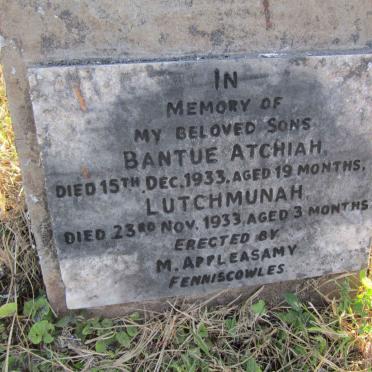 IN
MEMORY OF
MY BELOVED SONS
BANTUE ATCHIAH,
DIED 15TH DEC. 1933. AGED 19 MONTHS,
LUTCHMUNAH
DIED 23RD NOV. 1933 AGED 3 MONTHS
ERECTED BY
M. APPLEASAMY
FENNISCOWLES